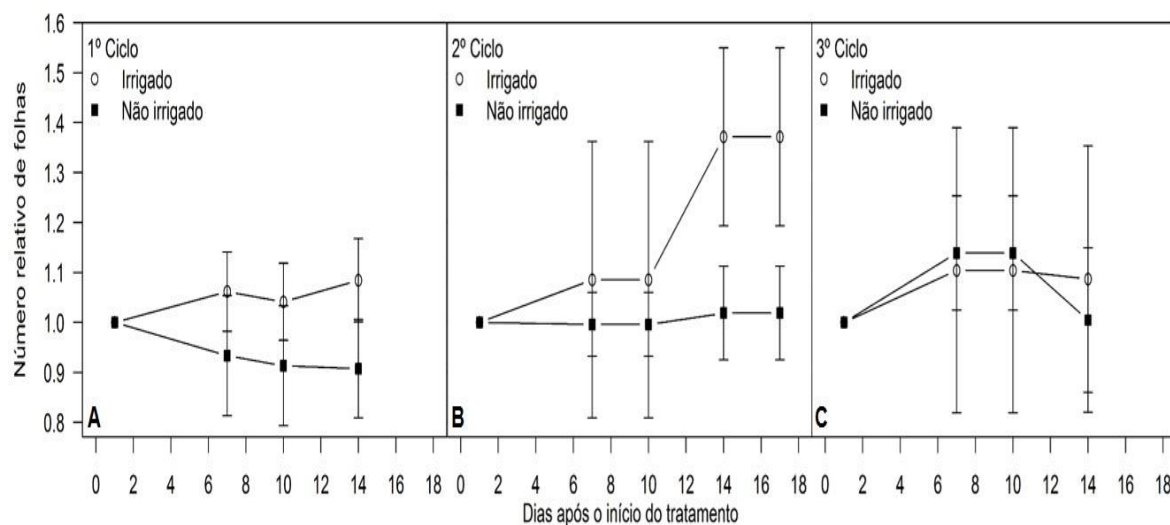 Número relativo de folhas
1.6
1.5
1.4
1.3
1.2
1.1
1.0
0.9
0.8
1º Ciclo
Irrigado
Não irrigado
A
2º Ciclo
Irrigado
Não irrigado
B
3º Ciclo
Irrigado
Não irrigado
C
0 2 4 6 8 10 12 14 16 18
0 2 4 6 8 10 12 14 16 18
0 2 4 6 8 10 12 14 16 18
Dias após o início do tratamento